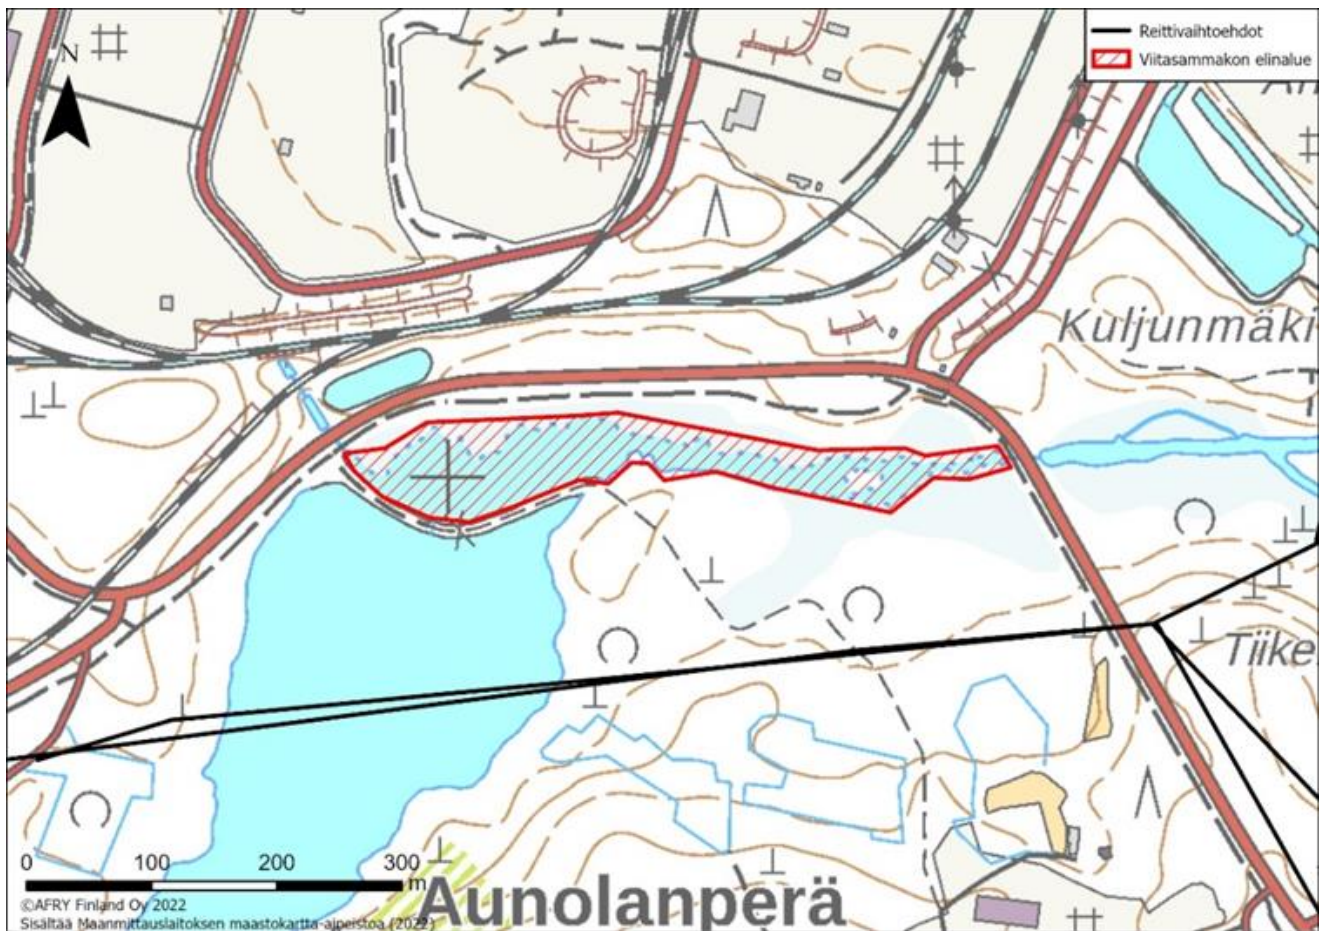 N
Reittivaihtoehdot
Viitasammakon elinalue
Kuljunmäki
Tiike
0 100 200 300
m
Aunolanperä
©AFRY Finland Oy 2022
Sisältää Maanmittauslaitoksen maastokartta-aineistoa (2022)